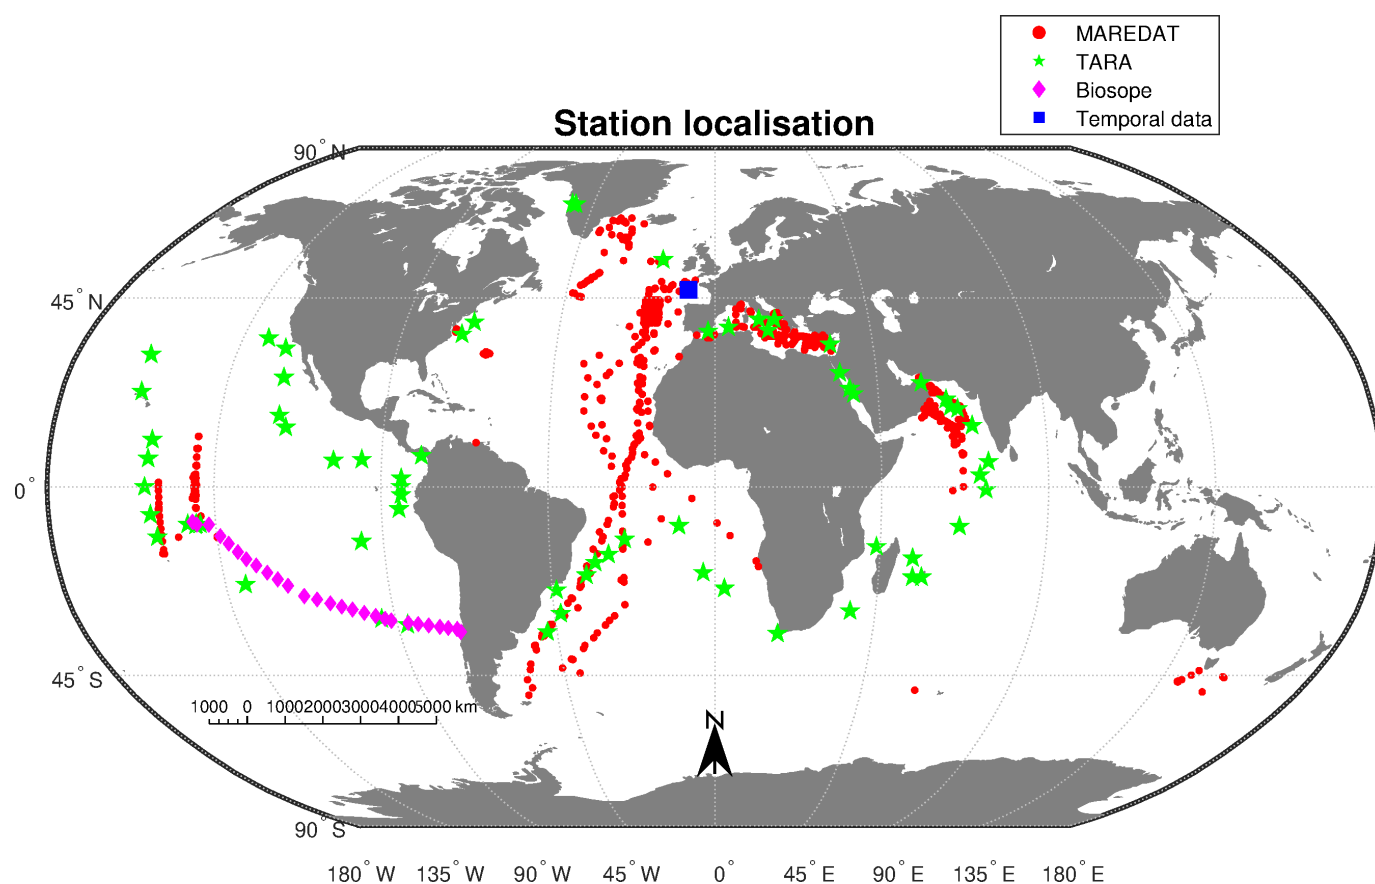 MAREDAT
TARA
Biosope
Temporal data
Station localisation
90° N
45° N
0°
45° S
1000 0 1000 2000 3000 4000 5000 km
N
90° S
180° W 135° W 90° W 45° W 0° 45° E 90° E 135° E 180° E